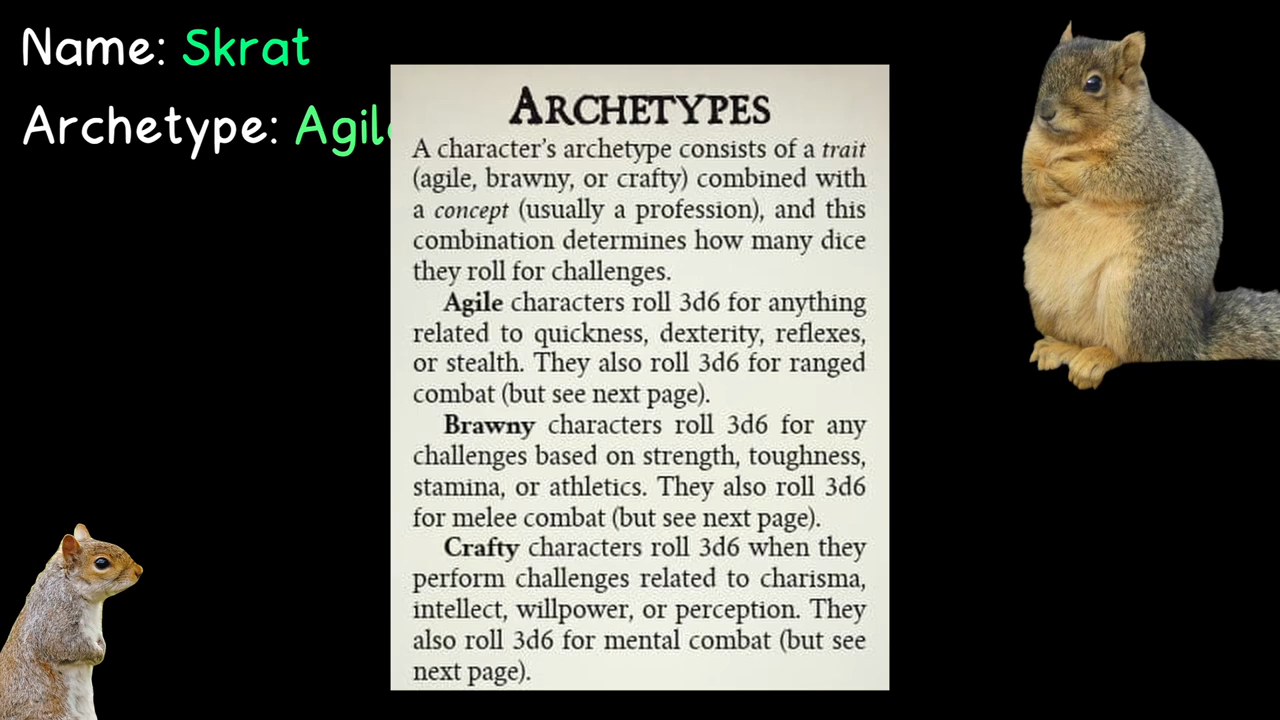 Name: Skrat
Archetype: Agile
ARCHETYPES
A character's archetype consists of a trait
(agile, brawny, or crafty) combined with
a concept (usually a profession), and this
combination determines how many dice
they roll for challenges.
Agile characters roll 3d6 for anything
related to quickness, dexterity, reflexes,
or stealth. They also roll 3d6 for ranged
combat (but see next page).
Brawny characters roll 3d6 for any
challenges based on strength, toughness,
stamina, or athletics. They also roll 3d6
for melee combat (but see next page).
Crafty characters roll 3d6 when they
perform challenges related to charisma,
intellect, willpower, or perception. They
also roll 3d6 for mental combat (but see
next page).